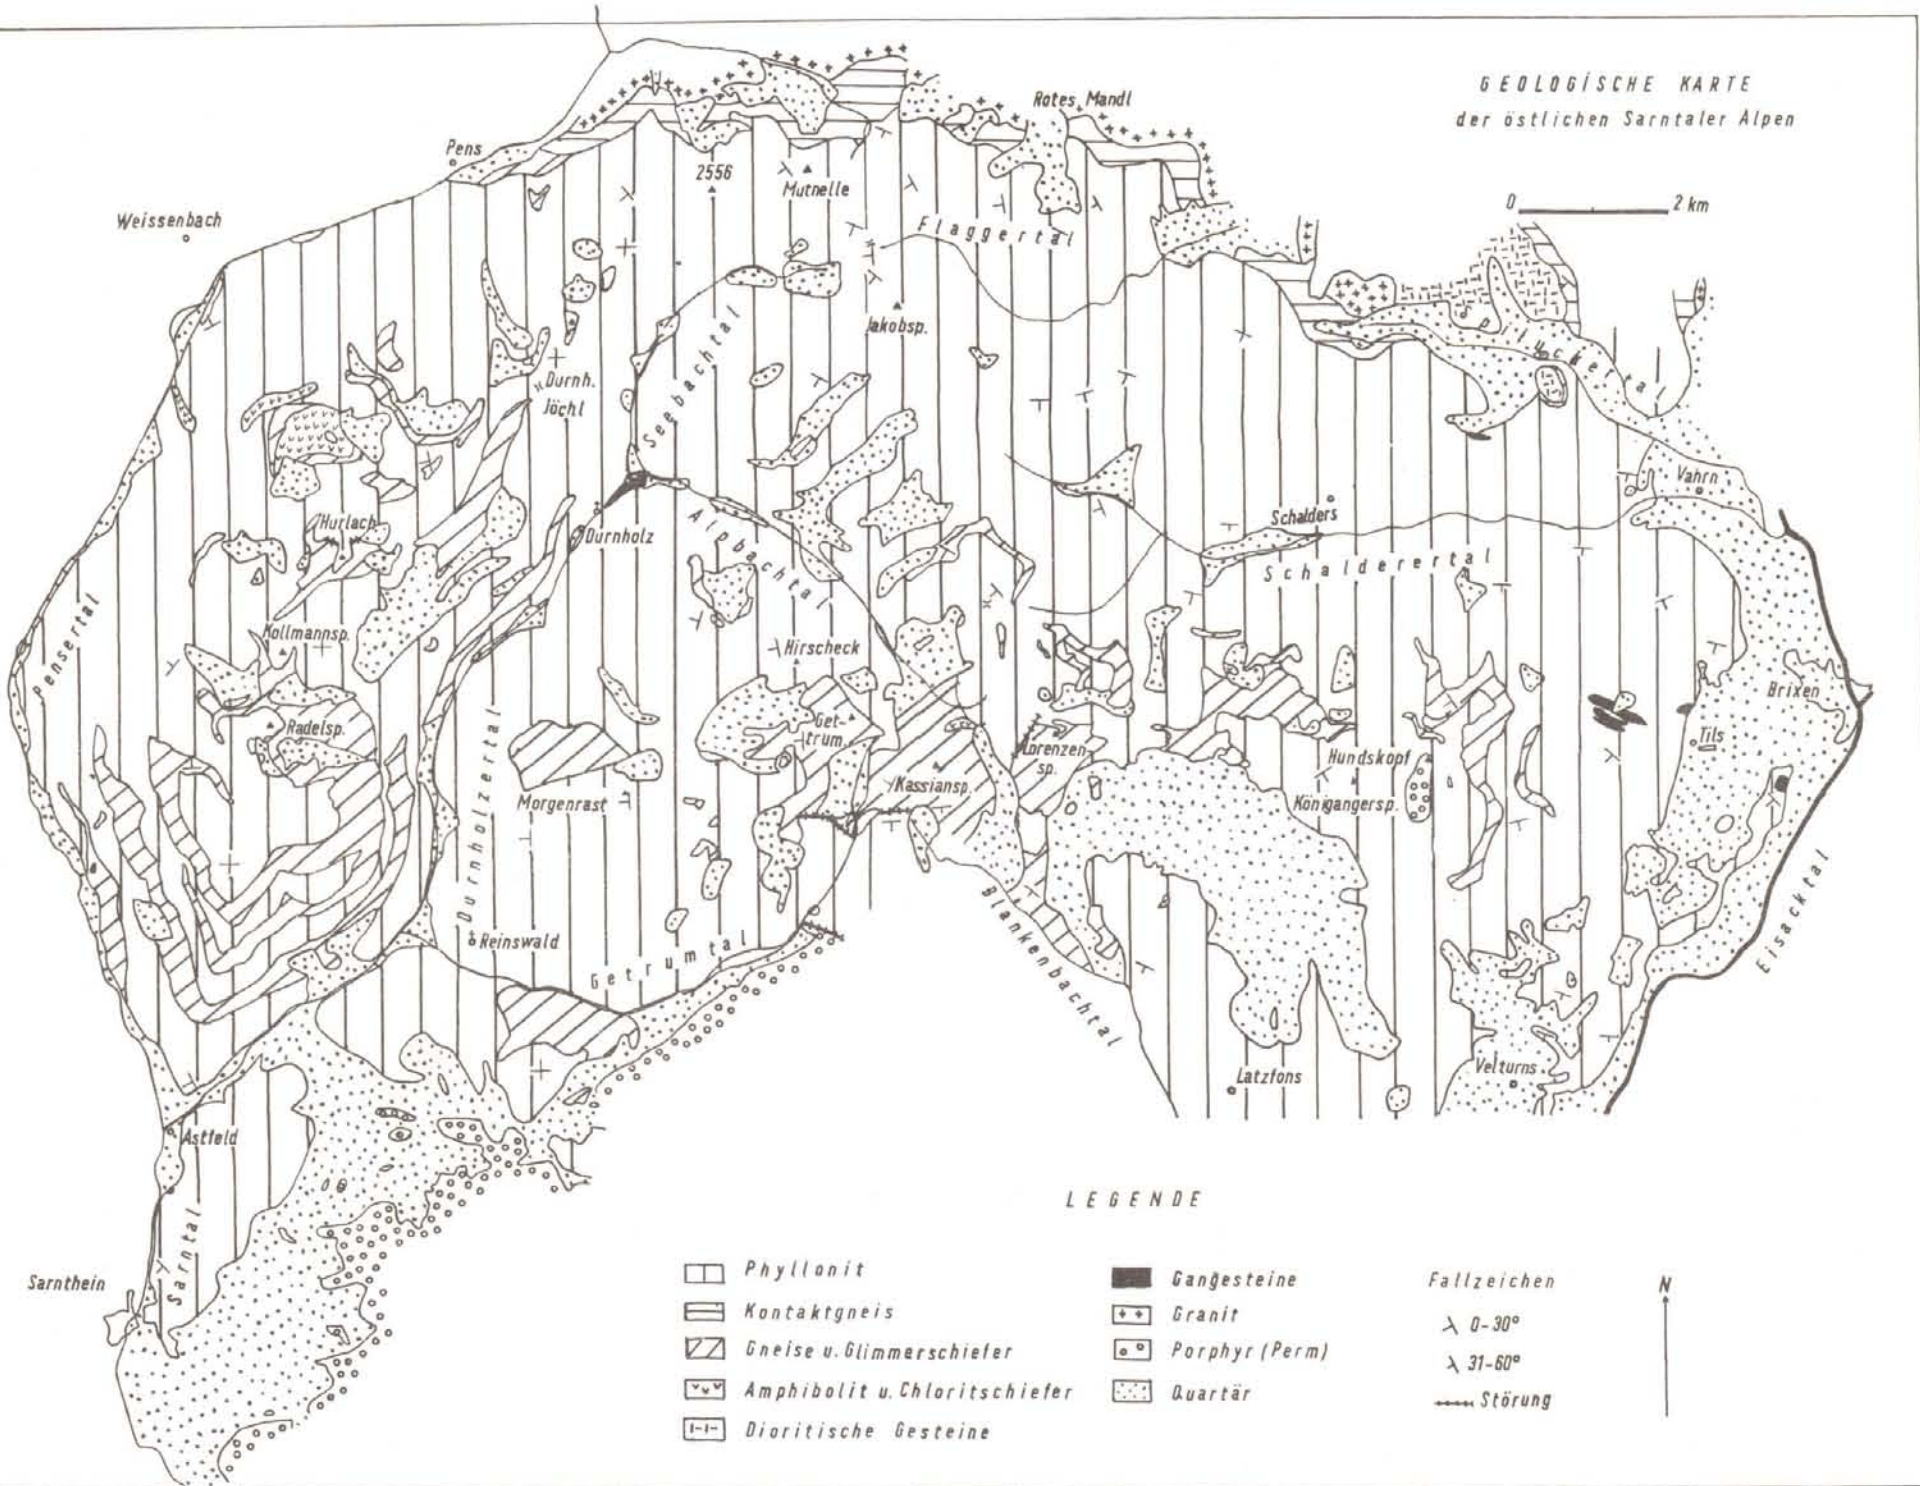 GEOLOGISCHE KARTE
der östlichen Sarntaler Alpen
0 2 km
Rotes Mandl
Pens
2556
Mutnelle
Weissenbach
Flaggertal
Jakobsp.
Seebachtal
Durnh.
Jöchl
Vahrn
Hurlach
Durnholz
Alpbachtal
Schalders
Schalderertal
Pensertal
Kollmannsp.
Hirscheck
Brixen
Radelsp.
Get-
trum.
Lorenzen
sp.
Tils
Hundskopf
Kassiansp.
Morgenrast
Königangersp.
Durnholzertal
Eisacktal
Reinswald
Getrumtal
Blankenbachtal
Latzfons
Velturns
Astfeld
Sarntal
Sarnthein
LEGENDE
Phyllonit
Kontaktgneis
Gneise u. Glimmerschiefer
Amphibolit u. Chloritschiefer
Dioritische Gesteine
Gangesteine
Granit
Porphyr (Perm)
Quartär
Fallzeichen
0-30°
31-60°
Störung
N